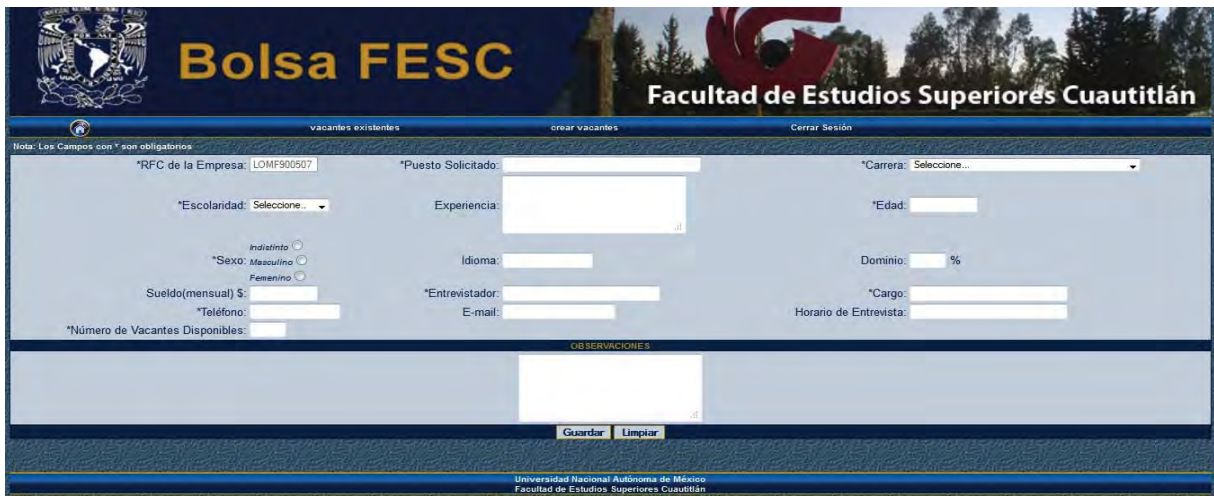 Bolsa FESC
Facultad de Estudios Superiores Cuautitlán
vacantes existentes crear vacantes Cerrar Sesión
Nota: Los Campos con * son obligatorios
*RFC de la Empresa: LOMF900507 *Puesto Solicitado: *Carrera: Seleccione...
*Escolaridad: Seleccione.. Experiencia: *Edad:
Indistinto
*Sexo: Masculino Idioma: Dominio: %
Femenino
Sueldo(mensual) $: *Entrevistador: *Cargo:
*Teléfono: E-mail: Horario de Entrevista:
*Número de Vacantes Disponibles:
OBSERVACIONES
Guardar Limpiar
Universidad Nacional Autónoma de México
Facultad de Estudios Superiores Cuautitlán